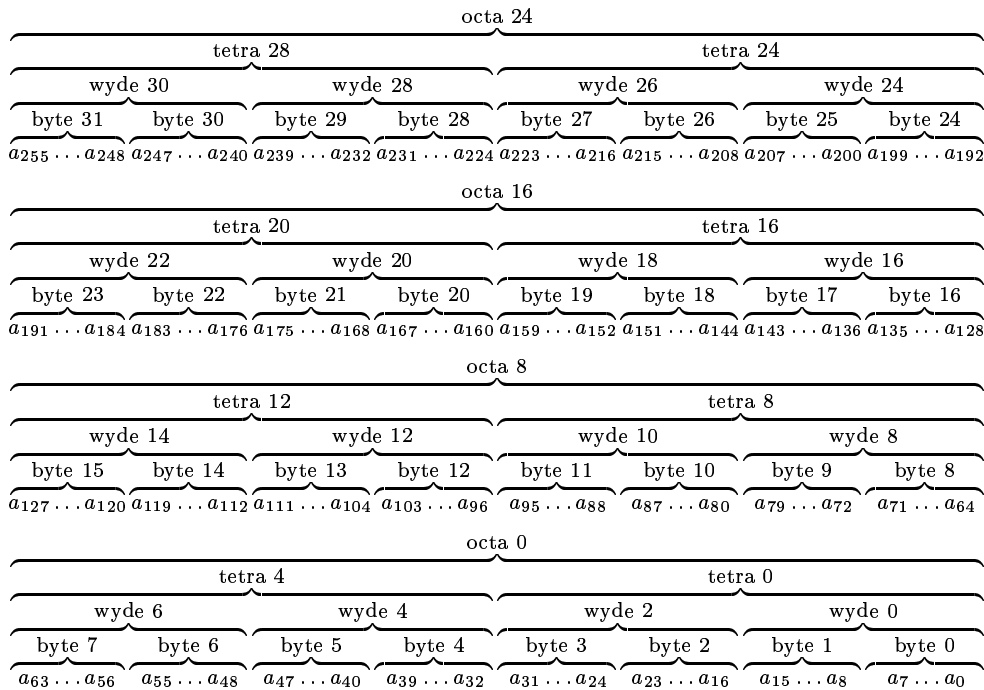 octa 24
tetra 28 tetra 24
wyde 30 wyde 28 wyde 26 wyde 24
byte 31 byte 30 byte 29 byte 28 byte 27 byte 26 byte 25 byte 24
a255 ... a248 a247 ... a240 a239 ... a232 a231 ... a224 a223 ... a216 a215 ... a208 a207 ... a200 a199 ... a192
octa 16
tetra 20 tetra 16
wyde 22 wyde 20 wyde 18 wyde 16
byte 23 byte 22 byte 21 byte 20 byte 19 byte 18 byte 17 byte 16
a191 ... a184 a183 ... a176 a175 ... a168 a167 ... a160 a159 ... a152 a151 ... a144 a143 ... a136 a135 ... a128
octa 8
tetra 12 tetra 8
wyde 14 wyde 12 wyde 10 wyde 8
byte 15 byte 14 byte 13 byte 12 byte 11 byte 10 byte 9 byte 8
a127 ... a120 a119 ... a112 a111 ... a104 a103 ... a96 a95 ... a88 a87 ... a80 a79 ... a72 a71 ... a64
octa 0
tetra 4 tetra 0
wyde 6 wyde 4 wyde 2 wyde 0
byte 7 byte 6 byte 5 byte 4 byte 3 byte 2 byte 1 byte 0
a63 ... a56 a55 ... a48 a47 ... a40 a39 ... a32 a31 ... a24 a23 ... a16 a15 ... a8 a7 ... a0